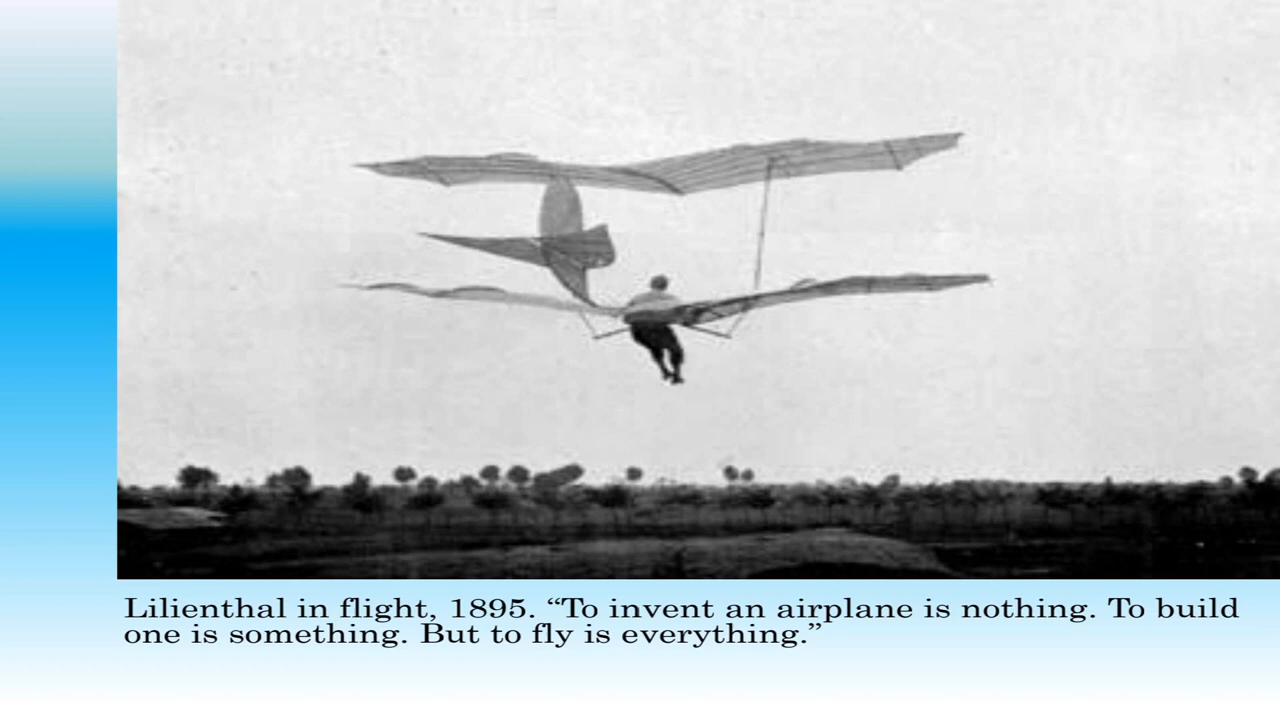 Lilienthal in flight, 1895. “To invent an airplane is nothing. To build
one is something. But to fly is everything.”